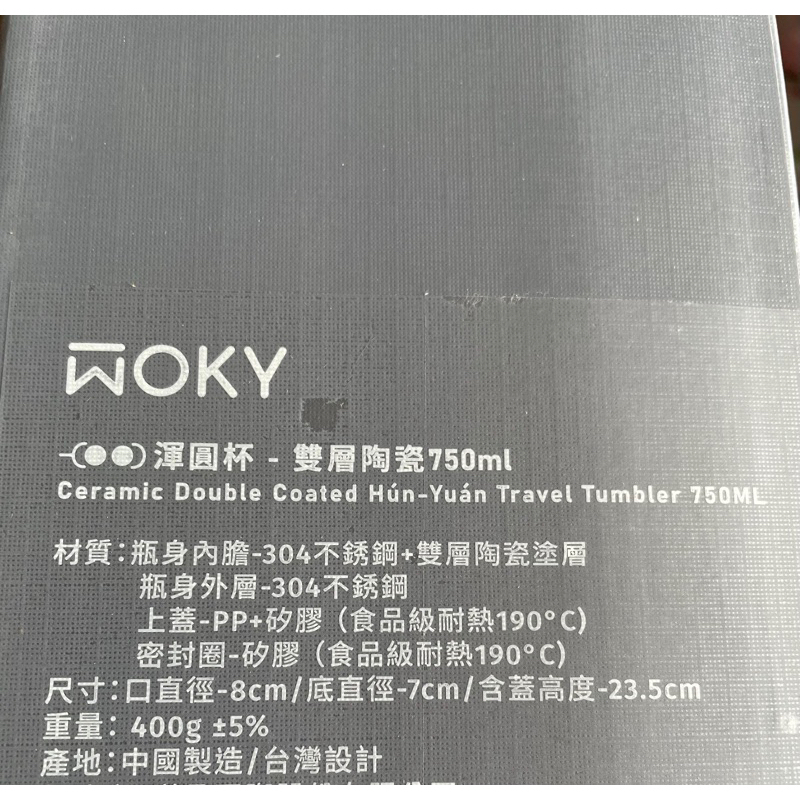 WOKY
渾圓杯 - 雙層陶瓷750ml
Ceramic Double Coated Hún-Yuán Travel Tumbler 750ML
材質:瓶身內膽-304不銹鋼+雙層陶瓷塗層
瓶身外層-304不銹鋼
上蓋-PP+矽膠(食品級耐熱190°C)
密封圈-矽膠(食品級耐熱190°C)
尺寸:口直徑-8cm/底直徑-7cm/含蓋高度-23.5cm
重量: 400g ±5%
產地:中國製造/台灣設計